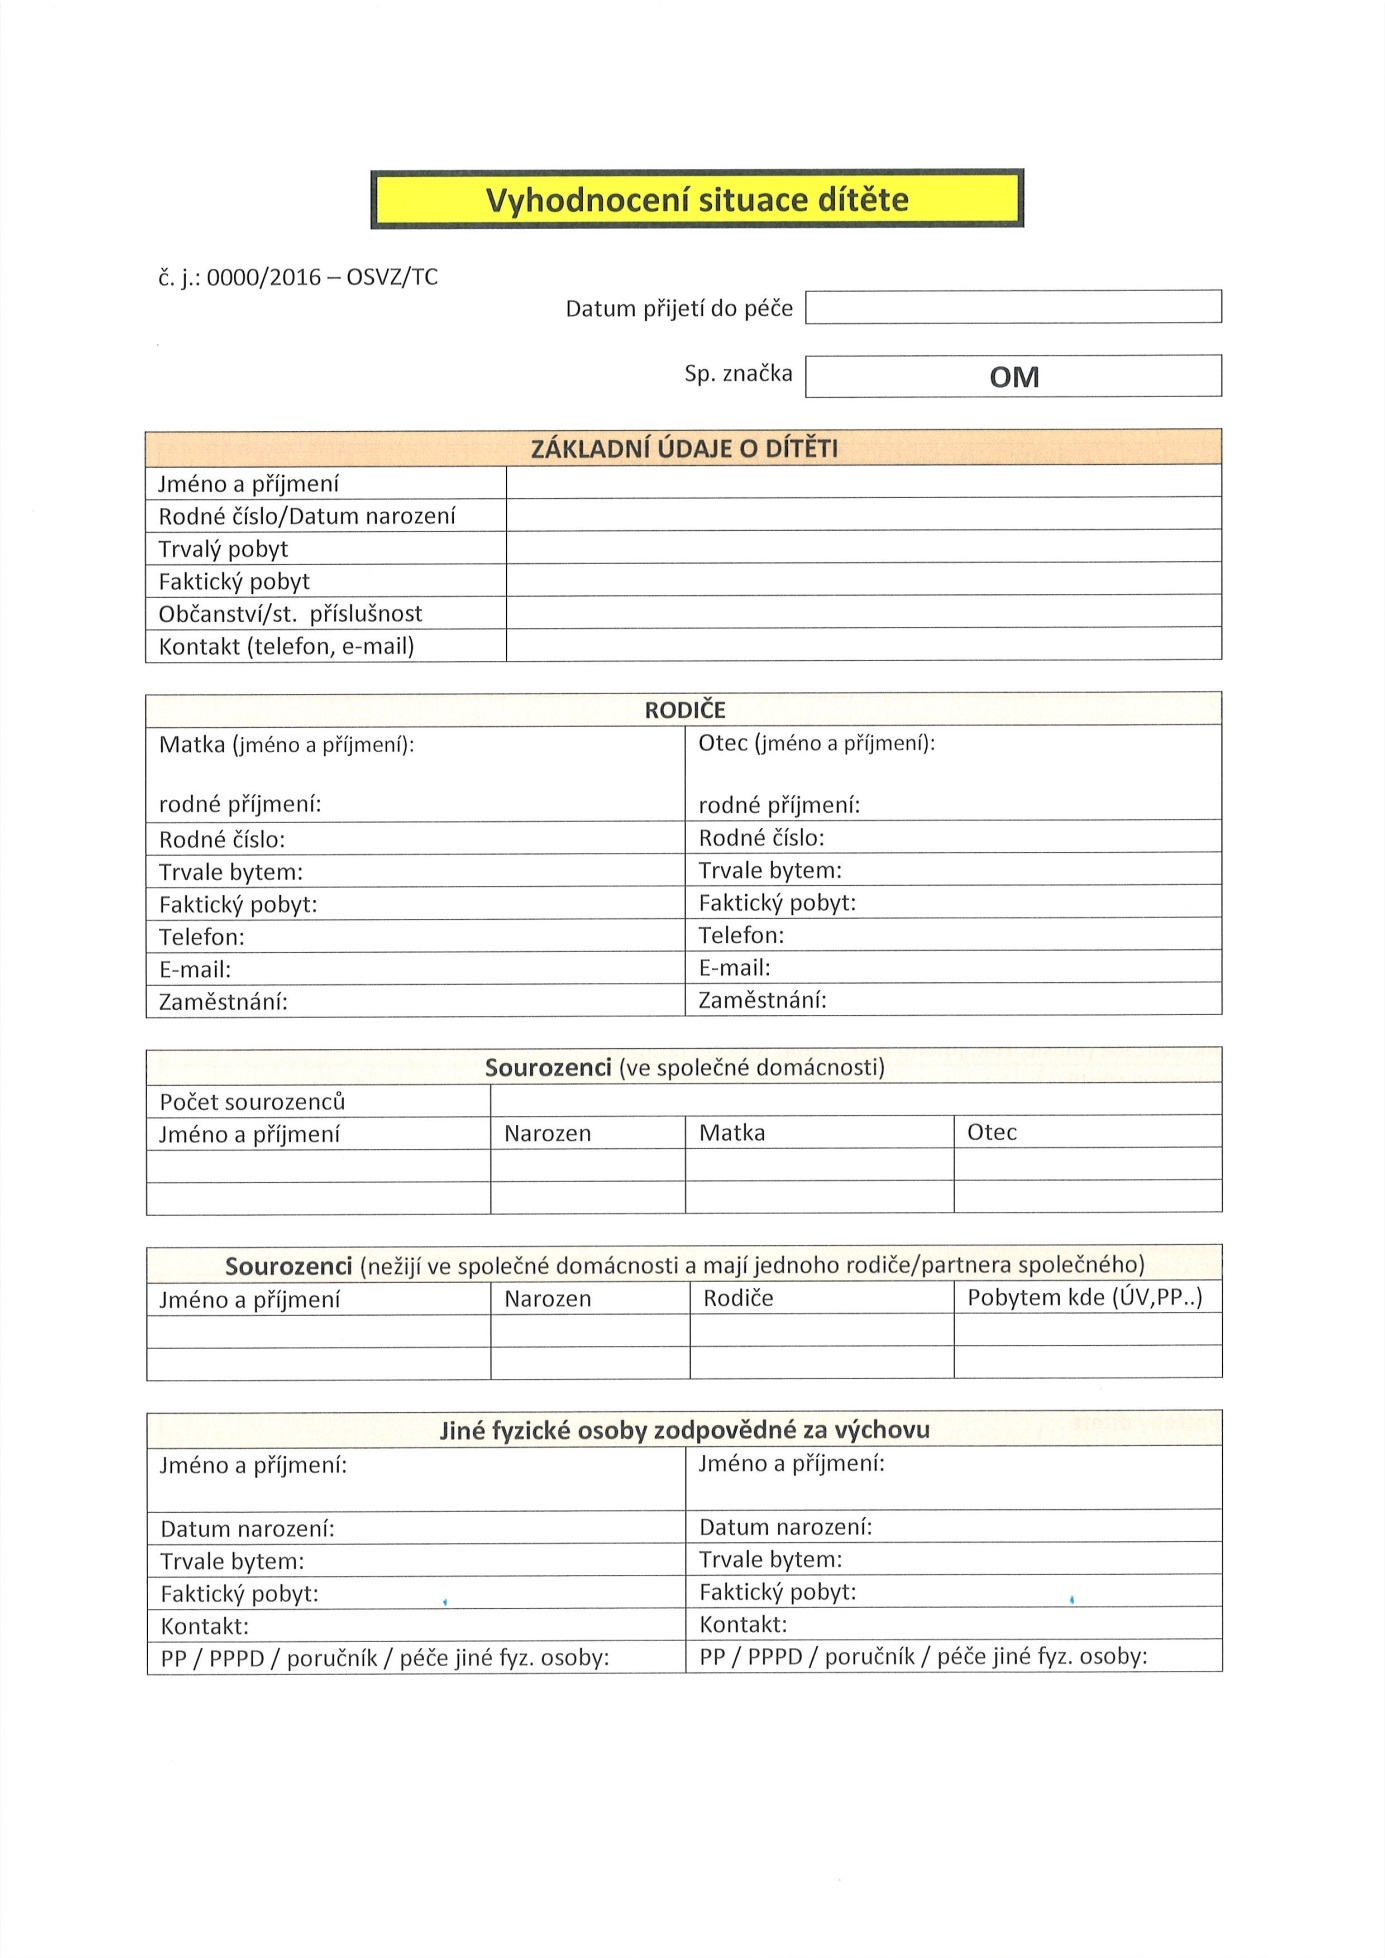 Vyhodnocení situace dítěte
č. j.: 0000/2016 – OSVZ/TC
Datum přijetí do péče
Sp. značka OM
ZÁKLADNÍ ÚDAJE O DÍTĚTI
Jméno a příjmení
Rodné číslo/Datum narození
Trvalý pobyt
Faktický pobyt
Občanství/st. příslušnost
Kontakt (telefon, e-mail)
RODIČE
Matka (jméno a příjmení): Otec (jméno a příjmení):
rodné příjmení: rodné příjmení:
Rodné číslo: Rodné číslo:
Trvale bytem: Trvale bytem:
Faktický pobyt: Faktický pobyt:
Telefon: Telefon:
E-mail: E-mail:
Zaměstnání: Zaměstnání:
Sourozenci (ve společné domácnosti)
Počet sourozenců
Jméno a příjmení Narozen Matka Otec
Sourozenci (nežijí ve společné domácnosti a mají jednoho rodiče/partnera společného)
Jméno a příjmení Narozen Rodiče Pobytem kde (ÚV,PP..)
Jiné fyzické osoby zodpovědné za výchovu
Jméno a příjmení: Jméno a příjmení:
Datum narození: Datum narození:
Trvale bytem: Trvale bytem:
Faktický pobyt: Faktický pobyt:
Kontakt: Kontakt:
PP / PPPD / poručník / péče jiné fyz. osoby: PP / PPPD / poručník / péče jiné fyz. osoby: